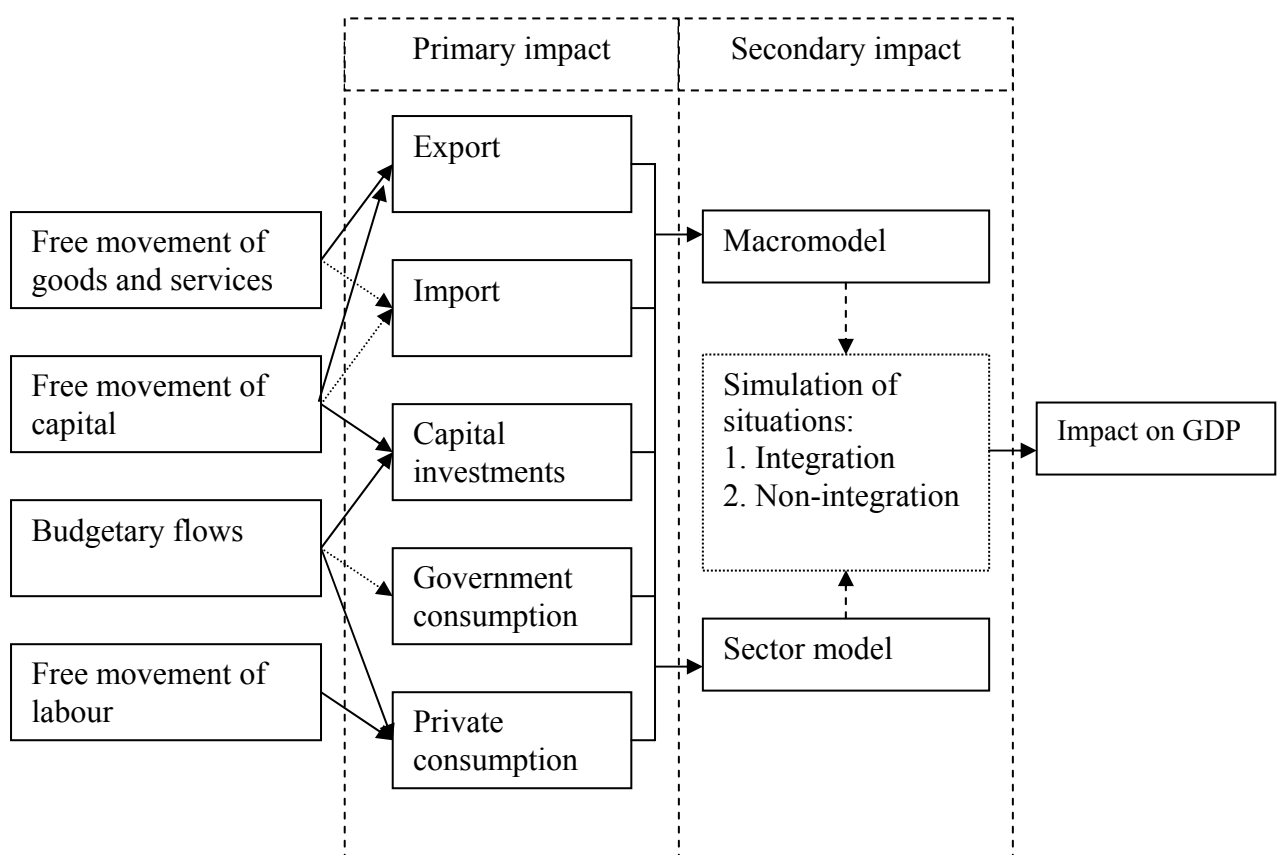 Primary impact
Secondary impact
Free movement of
goods and services
Free movement of
capital
Budgetary flows
Free movement of
labour
Export
Import
Capital
investments
Government
consumption
Private
consumption
Macromodel
Simulation of
situations:
1. Integration
2. Non-integration
Sector model
Impact on GDP